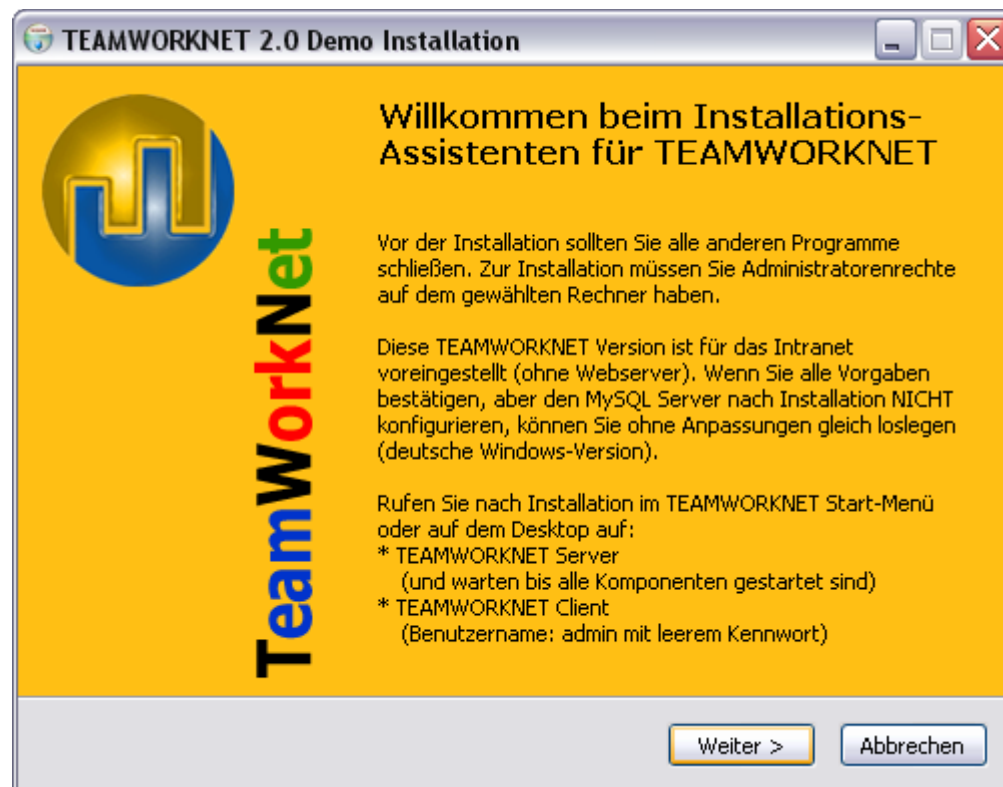 TEAMWORKNET 2.0 Demo Installation
Willkommen beim Installations-
Assistenten für TEAMWORKNET
TeamWorkNet
Vor der Installation sollten Sie alle anderen Programme
schließen. Zur Installation müssen Sie Administratorenrechte
auf dem gewählten Rechner haben.
Diese TEAMWORKNET Version ist für das Intranet
voreingestellt (ohne Webserver). Wenn Sie alle Vorgaben
bestätigen, aber den MySQL Server nach Installation NICHT
konfigurieren, können Sie ohne Anpassungen gleich loslegen
(deutsche Windows-Version).
Rufen Sie nach Installation im TEAMWORKNET Start-Menü
oder auf dem Desktop auf:
* TEAMWORKNET Server
(und warten bis alle Komponenten gestartet sind)
* TEAMWORKNET Client
(Benutzername: admin mit leerem Kennwort)
Weiter >
Abbrechen